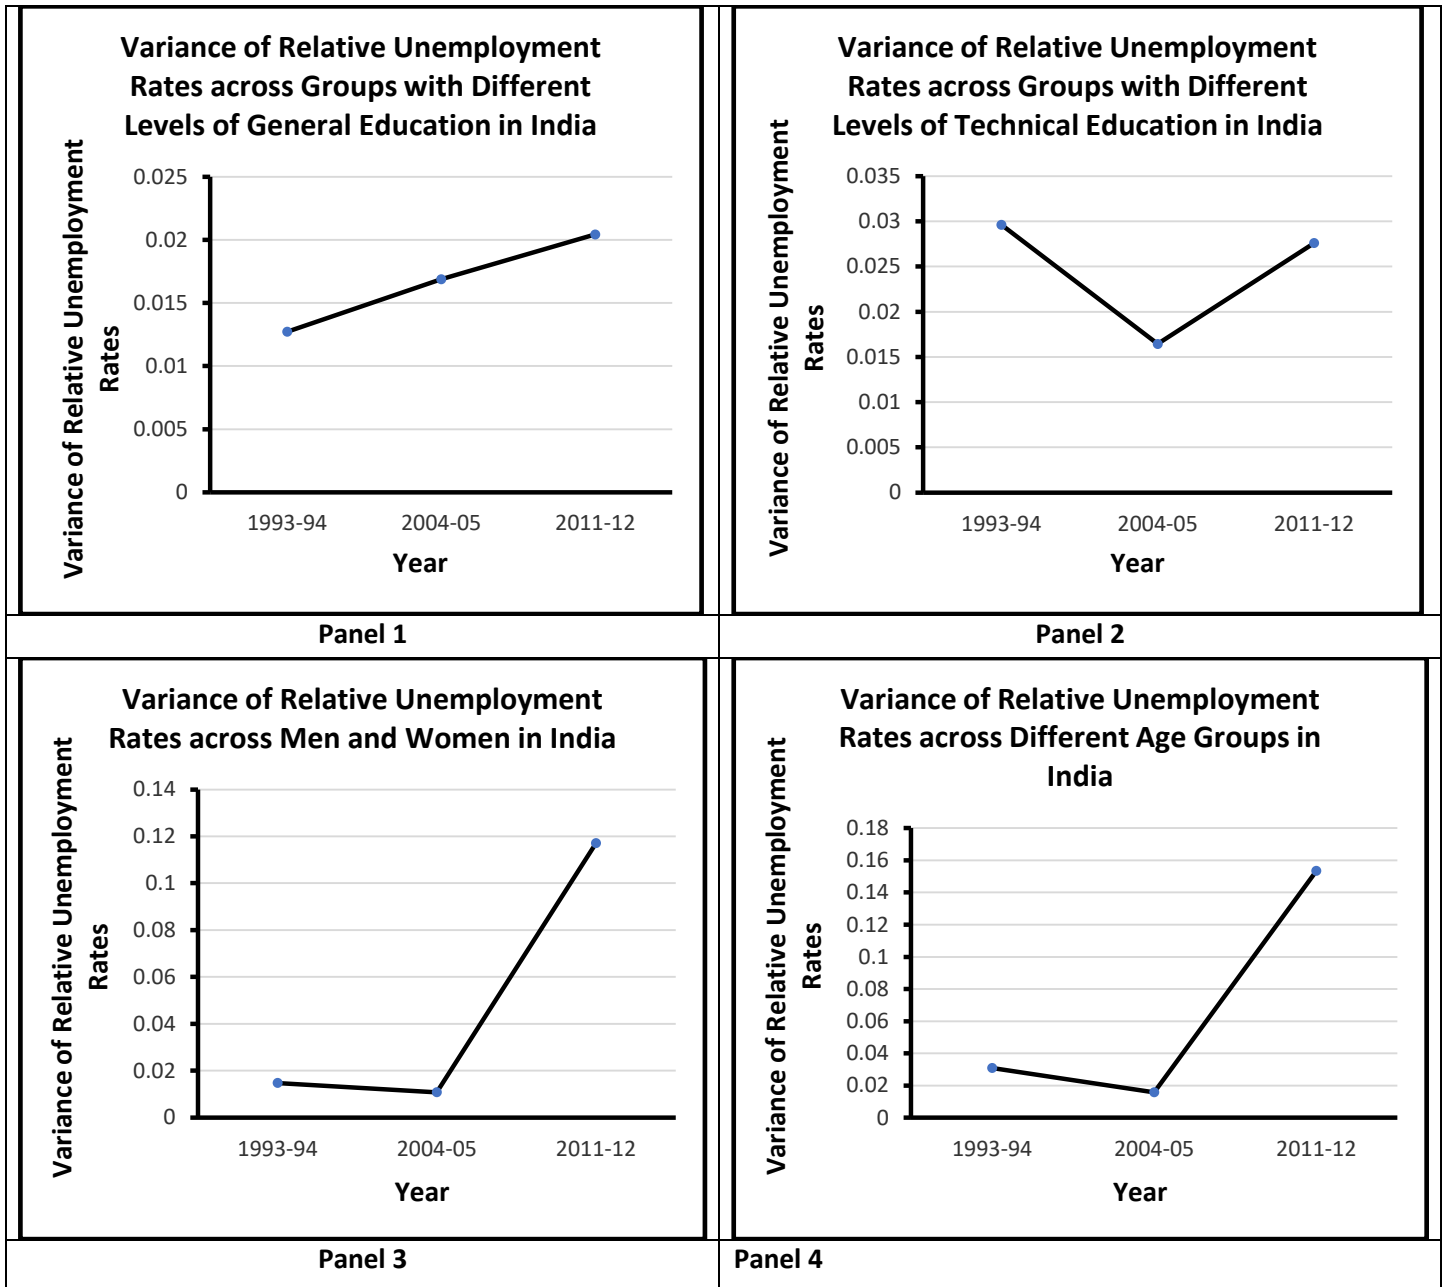 Variance of Relative Unemployment
Rates across Groups with Different
Levels of General Education in India
Variance of Relative Unemployment
Rates
0.025
0.02
0.015
0.01
0.005
0
1993-94 2004-05 2011-12
Year
Panel 1
Variance of Relative Unemployment
Rates across Groups with Different
Levels of Technical Education in India
Variance of Relative Unemployment
Rates
0.035
0.03
0.025
0.02
0.015
0.01
0.005
0
1993-94 2004-05 2011-12
Year
Panel 2
Variance of Relative Unemployment
Rates across Men and Women in India
Variance of Relative Unemployment
Rates
0.14
0.12
0.1
0.08
0.06
0.04
0.02
0
1993-94 2004-05 2011-12
Year
Panel 3
Variance of Relative Unemployment
Rates across Different Age Groups in
India
Variance of Relative Unemployment
Rates
0.18
0.16
0.14
0.12
0.1
0.08
0.06
0.04
0.02
0
1993-94 2004-05 2011-12
Year
Panel 4